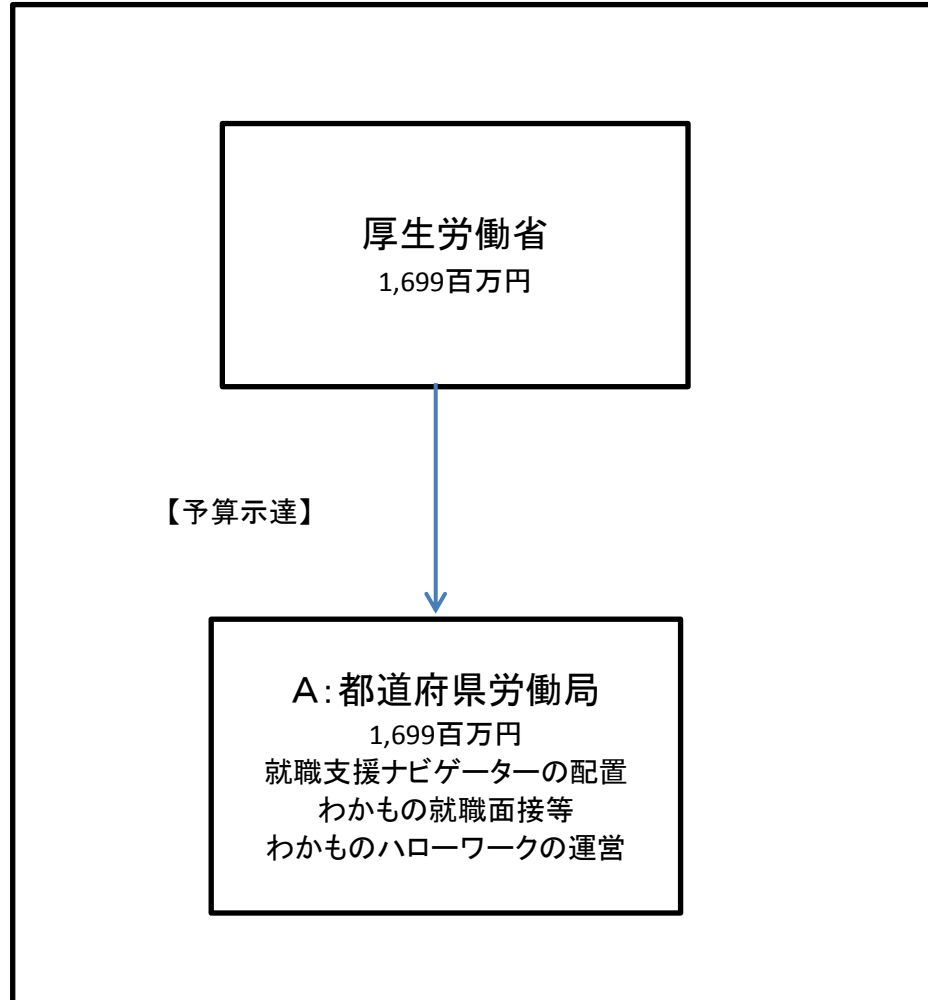 厚生労働省
1,699百万円
【予算示達】
A:都道府県労働局
1,699百万円
就職支援ナビゲーターの配置
わかもの就職面接等
わかものハローワークの運営